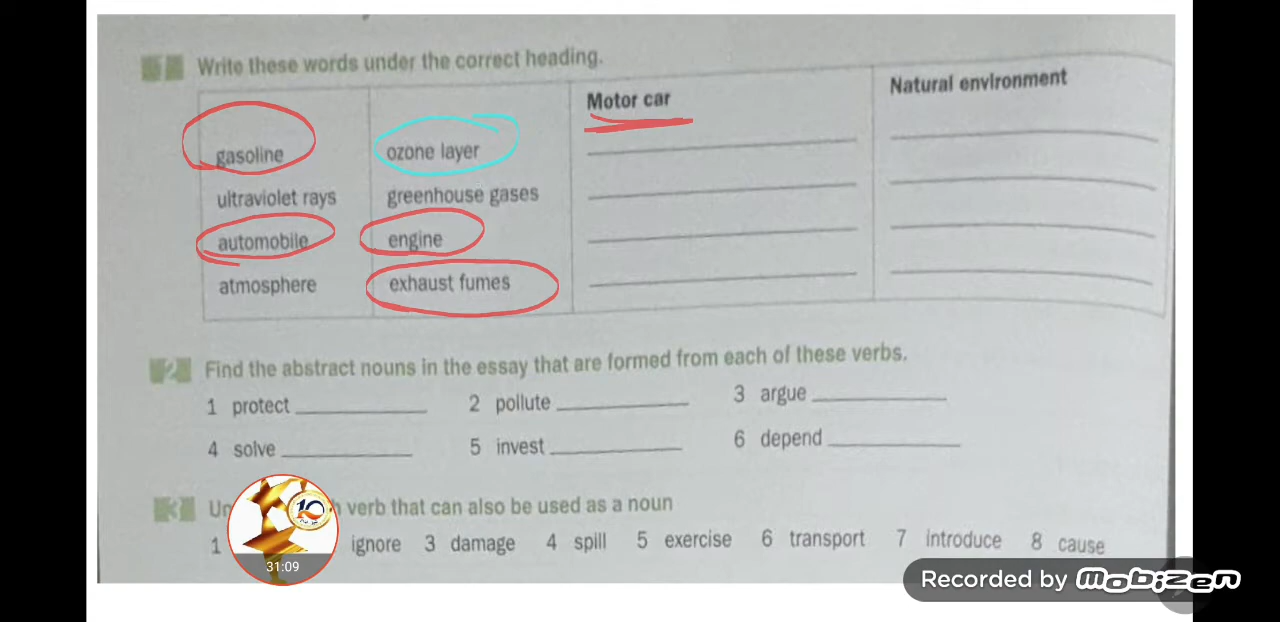 Write these words under the correct heading.
Motor car
Natural environment
gasoline
ozone layer
ultraviolet rays
greenhouse gases
automobile
engine
atmosphere
exhaust fumes
2 Find the abstract nouns in the essay that are formed from each of these verbs.
1 protect
2 pollute
3 argue
4 solve
5 invest
6 depend
3 verb that can also be used as a noun
1 ignore 3 damage 4 spill 5 exercise 6 transport 7 introduce 8 cause
10
31:09
Recorded by mobizen